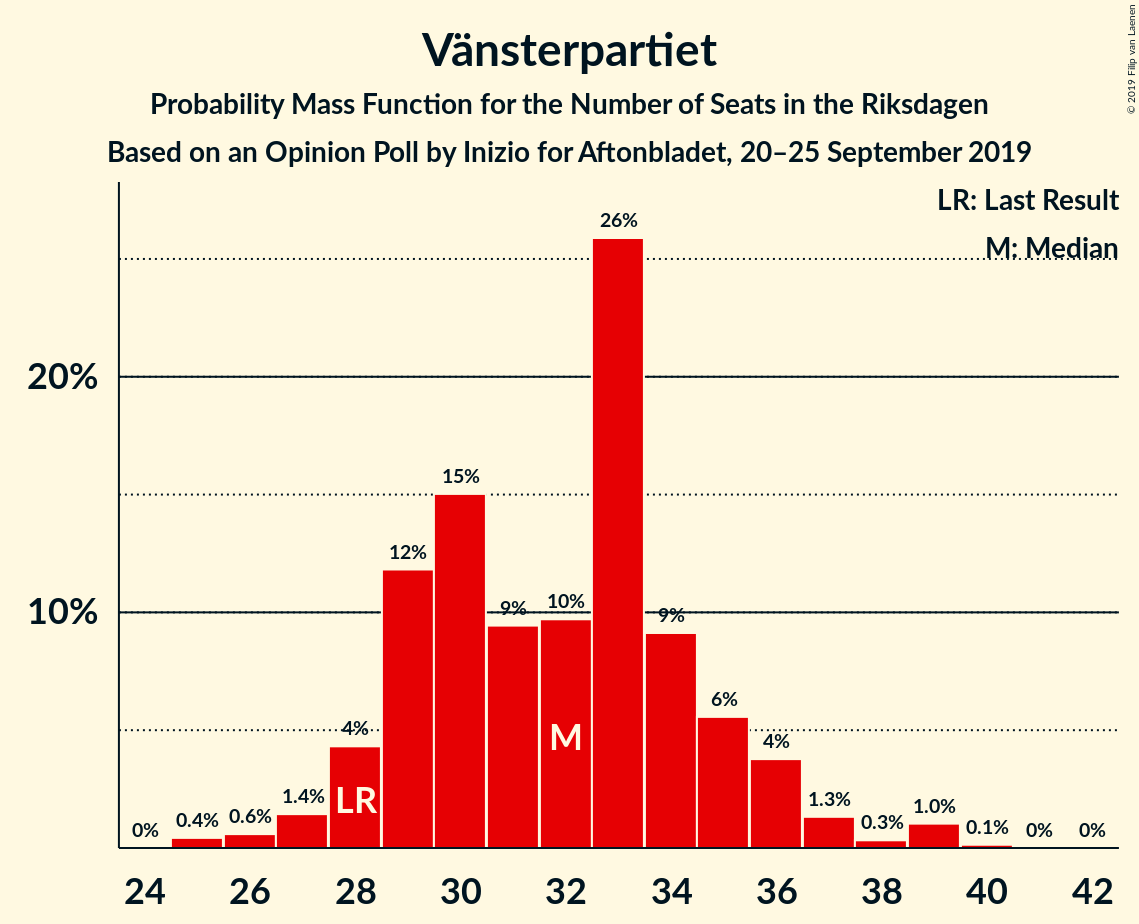 Vänsterpartiet
Probability Mass Function for the Number of Seats in the Riksdagen
Based on an Opinion Poll by Inizio for Aftonbladet, 20–25 September 2019
© 2019 Filip van Laenen
LR: Last Result
M: Median
26%
20%
15%
12%
10%
9%
10%
9%
6%
4%
4%
M
LR
1.4%
1.3%
1.0%
0%
0.4%
0.6%
0.3%
0.1%
0%
0%
24 26 28 30 32 34 36 38 40 42